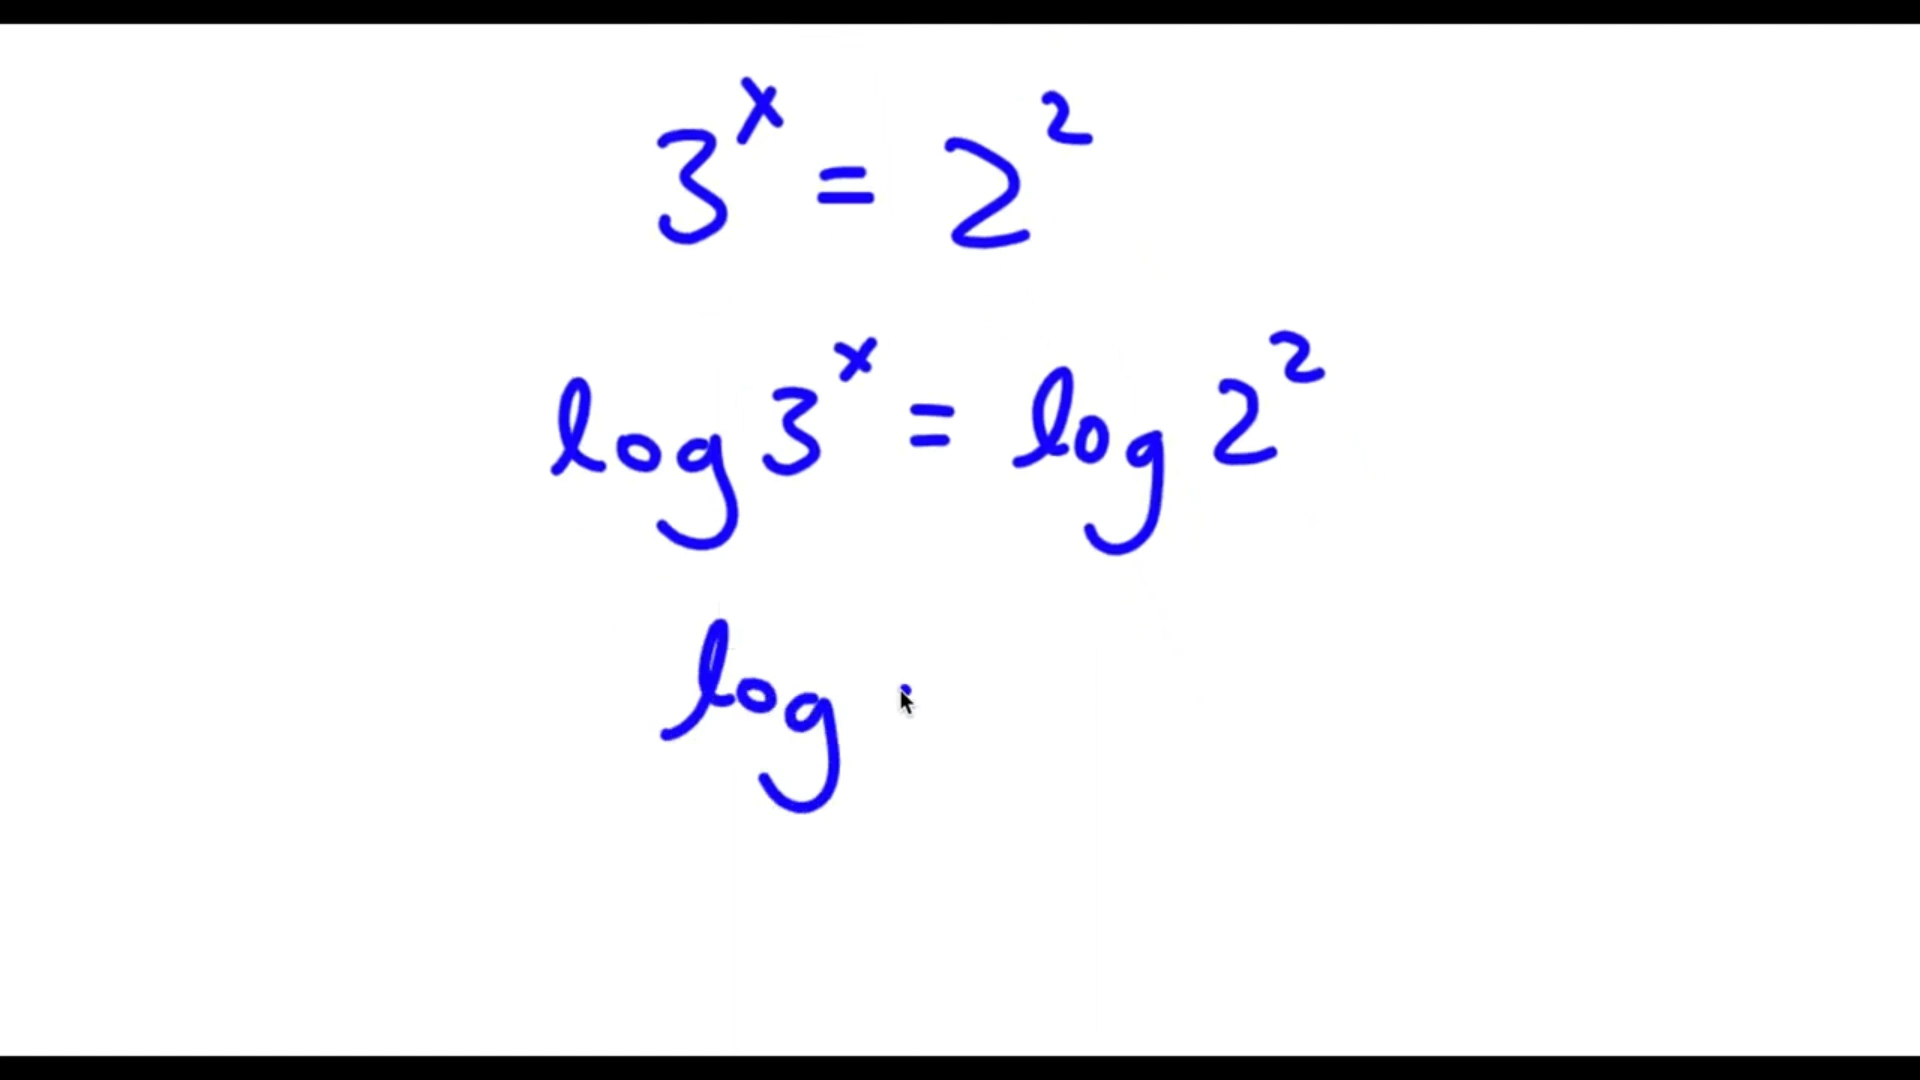 3^x = 2^2
log 3^x = log 2^2
log